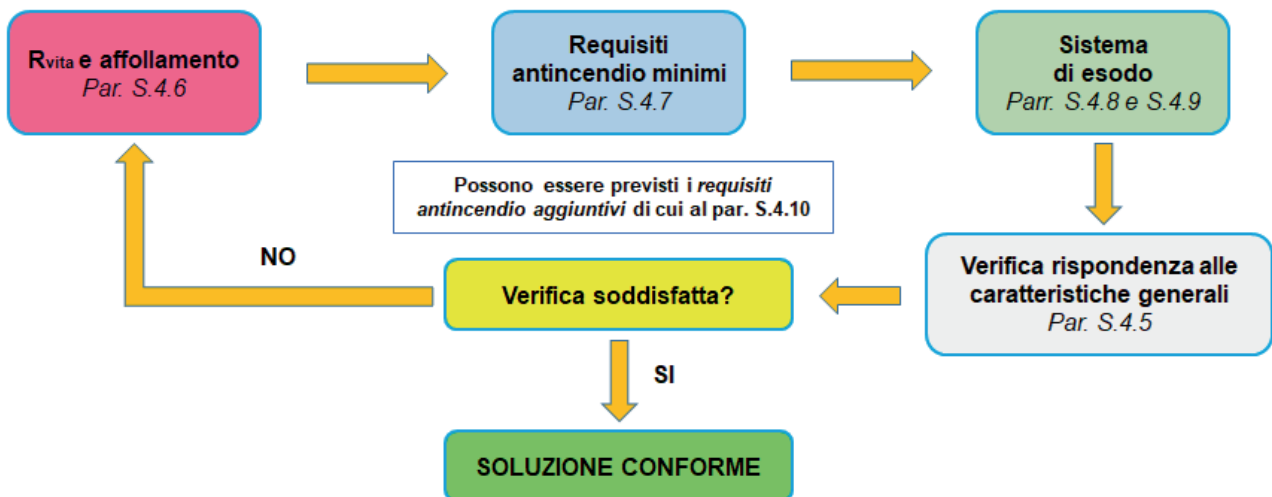 Rvita e affollamento
Par. S.4.6
Requisiti
antincendio minimi
Par. S.4.7
Sistema
di esodo
Parr. S.4.8 e S.4.9
Possono essere previsti i requisiti
antincendio aggiuntivi di cui al par. S.4.10
NO
Verifica soddisfatta?
Verifica rispondenza alle
caratteristiche generali
Par. S.4.5
SI
SOLUZIONE CONFORME